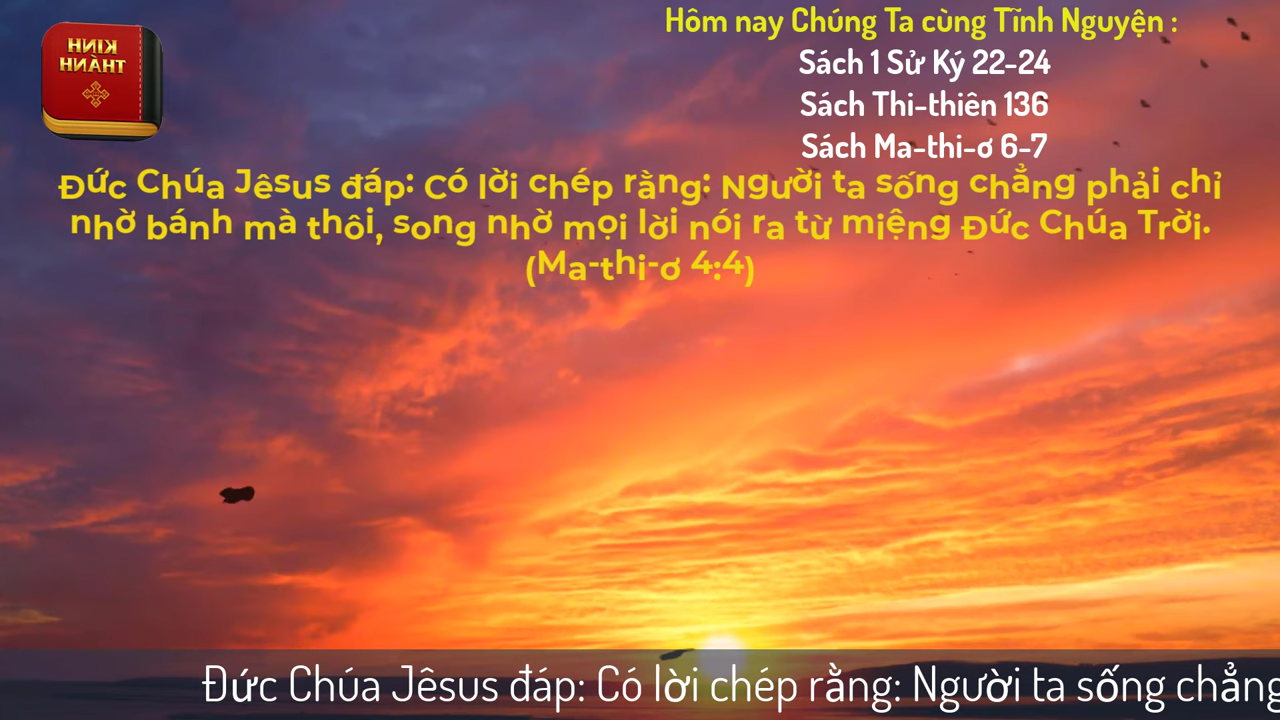 KINH
THÁNH
Hôm nay Chúng Ta cùng Tĩnh Nguyện :
Sách 1 Sử Ký 22-24
Sách Thi-thiên 136
Sách Ma-thi-ơ 6-7
Đức Chúa Jêsus đáp: Có lời chép rằng: Người ta sống chẳng phải chỉ
nhờ bánh mà thôi, song nhờ mọi lời nói ra từ miệng Đức Chúa Trời.
(Ma-thi-ơ 4:4)
Đức Chúa Jêsus đáp: Có lời chép rằng: Người ta sống chẳng